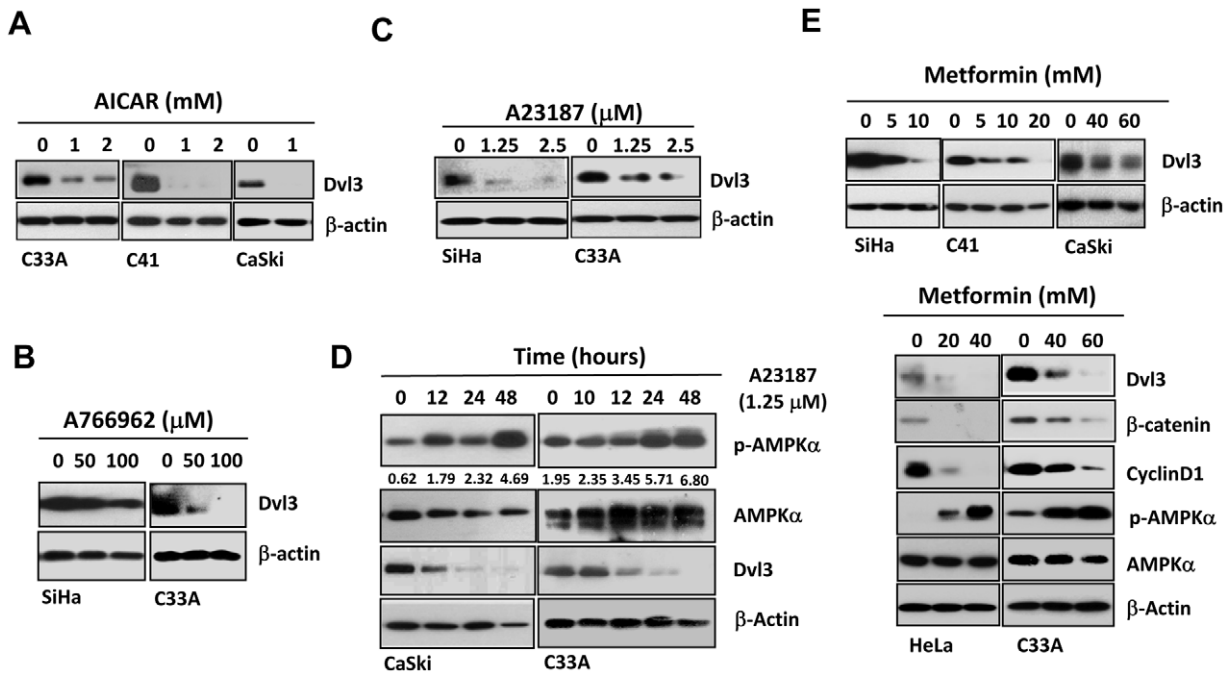 A
AICAR (mM)
0 1 2 0 1 2 0 1
Dvl3
β-actin
C33A C41 CaSki
B
A766962 (μM)
0 50 100 0 50 100
Dvl3
β-actin
SiHa C33A
C
A23187 (μM)
0 1.25 2.5 0 1.25 2.5
Dvl3
β-actin
SiHa C33A
D
Time (hours)
A23187
(1.25 μM)
0 12 24 48 0 10 12 24 48
p-AMPKα
0.62 1.79 2.32 4.69 1.95 2.35 3.45 5.71 6.80
AMPKα
Dvl3
β-Actin
CaSki C33A
E
Metformin (mM)
0 5 10 0 5 10 20 0 40 60
Dvl3
β-actin
SiHa C41 CaSki
Metformin (mM)
0 20 40 0 40 60
Dvl3
β-catenin
CyclinD1
p-AMPKα
AMPKα
β-Actin
HeLa C33A